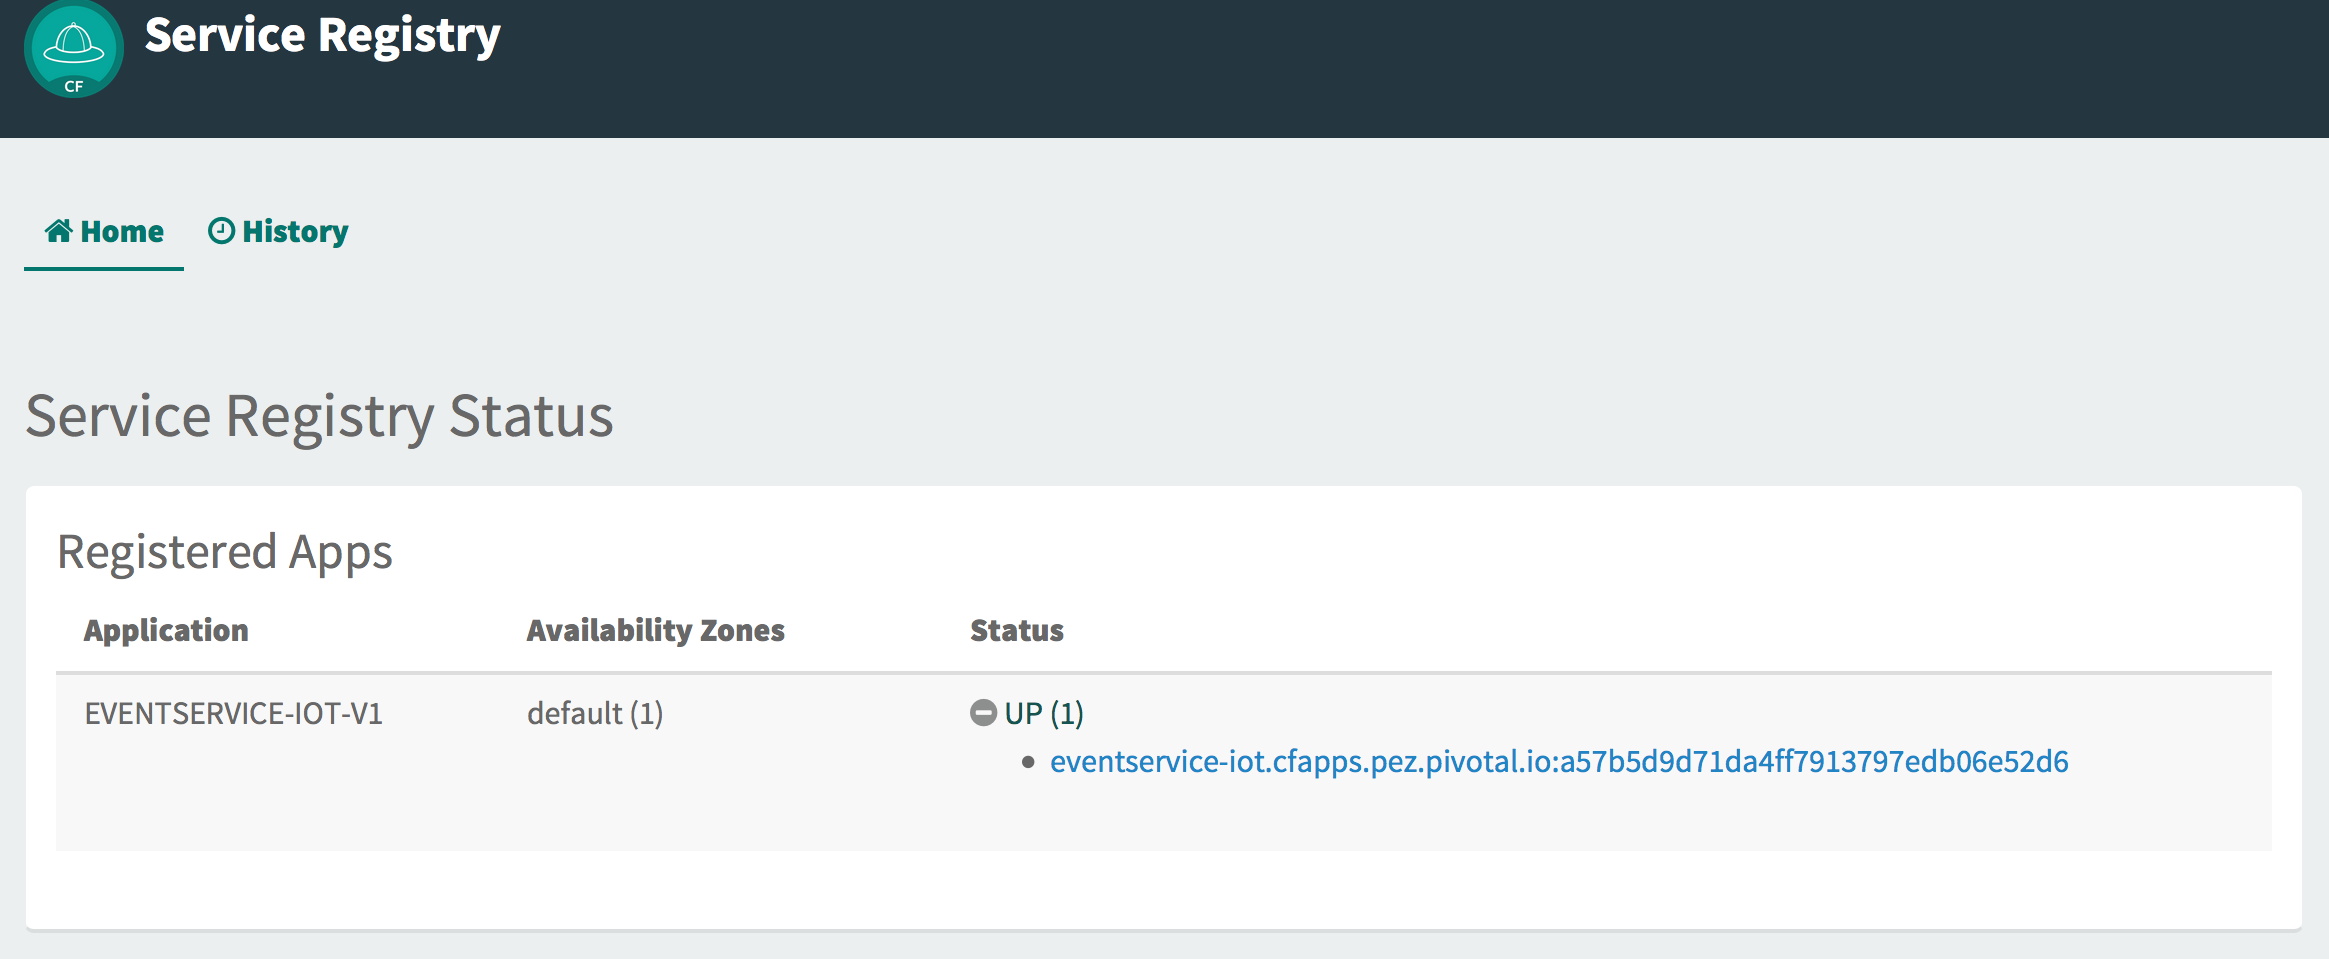 Service Registry
CF
Home History
Service Registry Status
Registered Apps
Application Availability Zones Status
EVENTSERVICE-IOT-V1 default (1) UP (1)
eventservice-iot.cfapps.pez.pivotal.io:a57b5d9d71da4ff7913797edb06e52d6